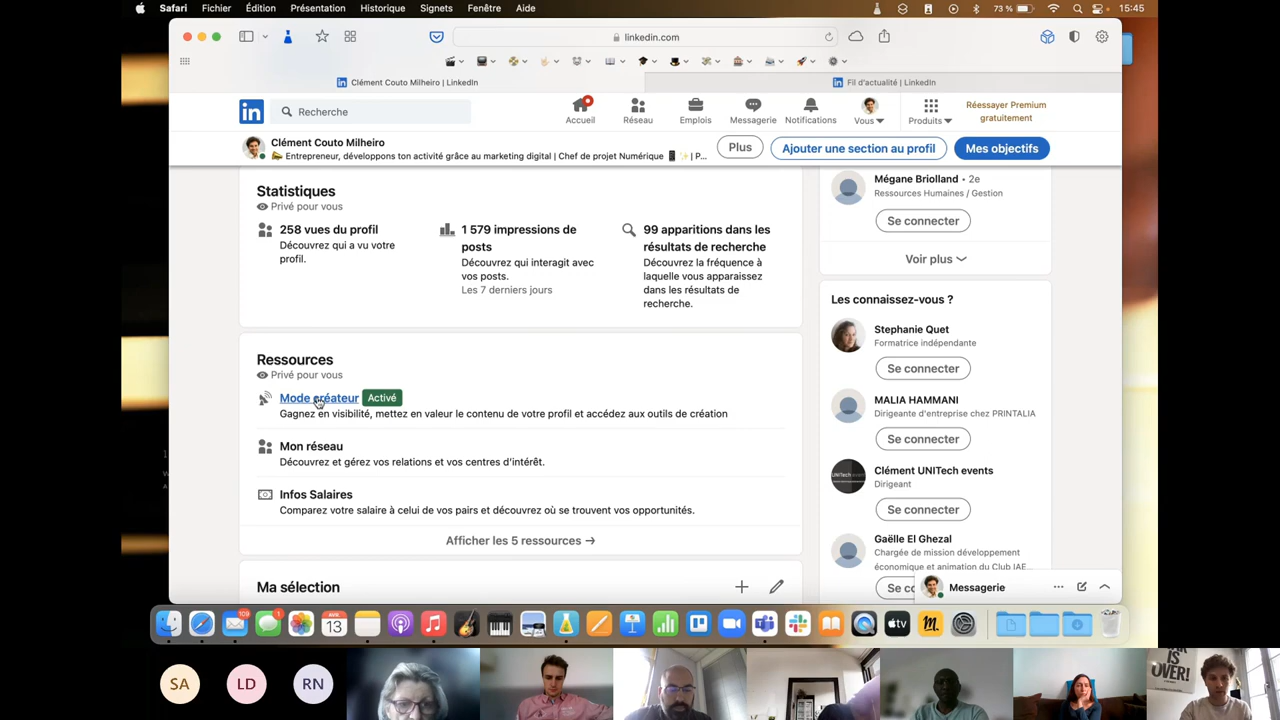 Safari Fichier Édition Présentation Historique Signets Fenêtre Aide 73 % 15:45
linkedin.com
Clément Couto Milheiro | LinkedIn
Fil d'actualité | LinkedIn
in Recherche
Accueil Réseau Emplois Messagerie Notifications Vous Produits
Réessayer Premium
gratuitement
Clément Couto Milheiro
Entrepreneur, développons ton activité grâce au marketing digital | Chef de projet Numérique | P...
Plus
Ajouter une section au profil
Mes objectifs
Statistiques
Privé pour vous
258 vues du profil
Découvrez qui a vu votre
profil.
1 579 impressions de
posts
Découvrez qui interagit avec
vos posts.
Les 7 derniers jours
99 apparitions dans les
résultats de recherche
Découvrez la fréquence à
laquelle vous apparaissez
dans les résultats de
recherche.
Ressources
Privé pour vous
Mode créateur Activé
Gagnez en visibilité, mettez en valeur le contenu de votre profil et accédez aux outils de création
Mon réseau
Découvrez et gérez vos relations et vos centres d'intérêt.
Infos Salaires
Comparez votre salaire à celui de vos pairs et découvrez où se trouvent vos opportunités.
Afficher les 5 ressources →
Ma sélection
Mégane Briolland • 2e
Ressources Humaines / Gestion
Se connecter
Voir plus
Les connaissez-vous ?
Stephanie Quet
Formatrice indépendante
Se connecter
MALIA HAMMANI
Dirigeante d'entreprise chez PRINTALIA
Se connecter
Clément UNITech events
Dirigeant
Se connecter
Gaëlle El Ghezal
Chargée de mission développement
économique et animation du Club IAE...
Se co
Messagerie
109
1
AVR.
13
tv
m.
SA
LD
RN
IS
OVER!